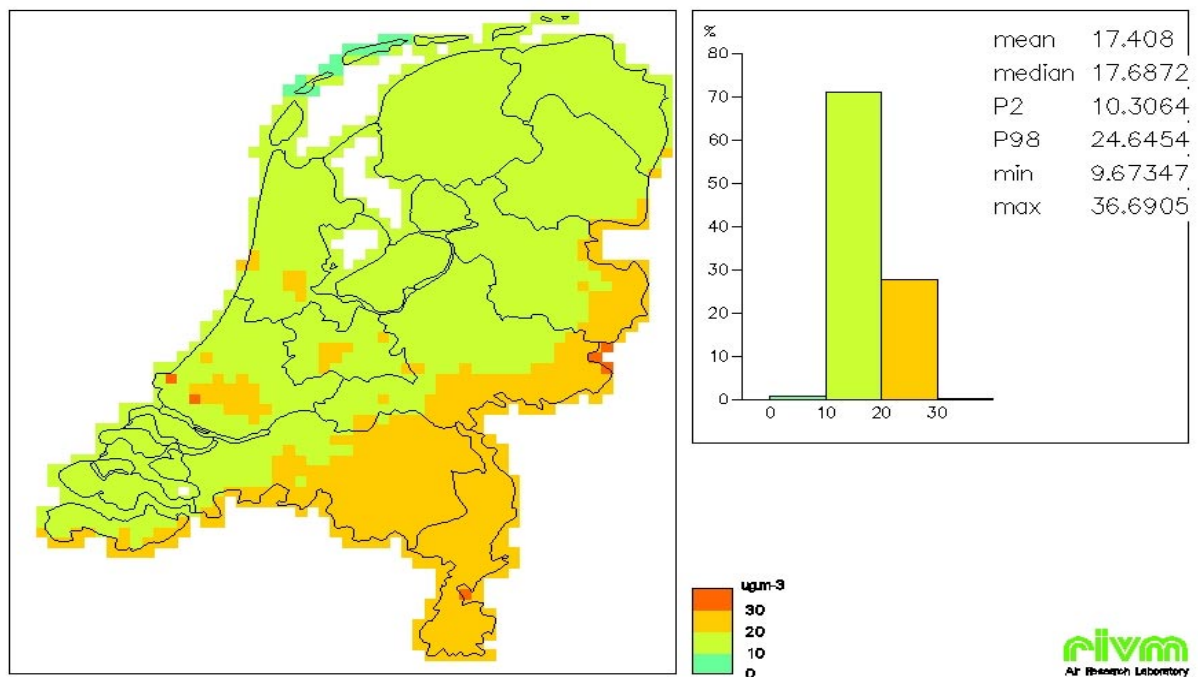 %
80
70
60
50
40
30
20
10
0
0 10 20 30
mean 17.408
median 17.6872
P2 10.3064
P98 24.6454
min 9.67347
max 36.6905
ug.m-3
30
20
10
0
rivm
Air Research Laboratory